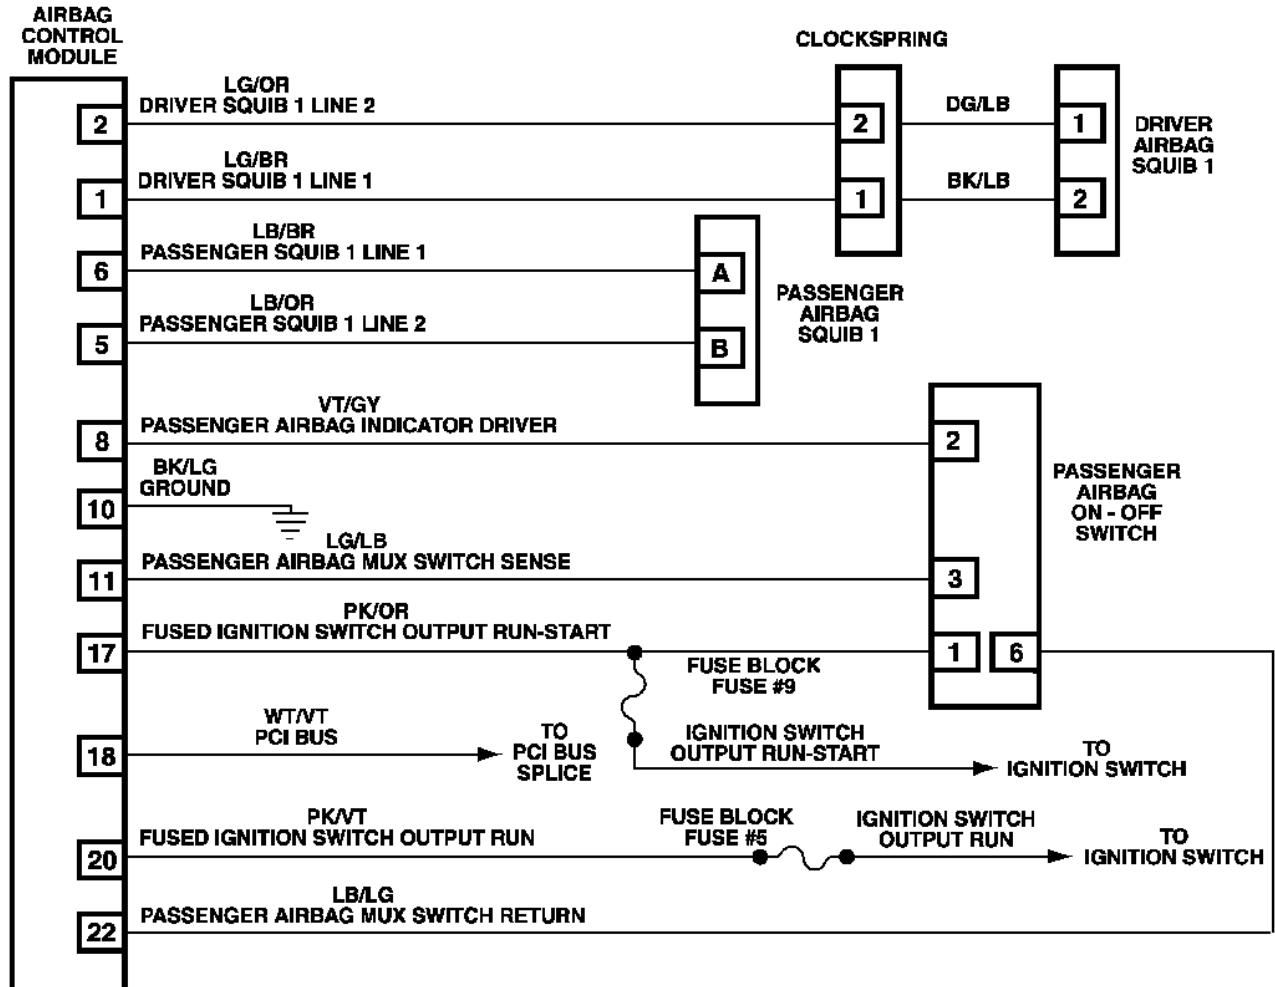 AIRBAG
CONTROL
MODULE
CLOCKSPRING
LG/OR
DRIVER SQUIB 1 LINE 2
2
2
DG/LB
1
DRIVER
AIRBAG
SQUIB 1
LG/BR
DRIVER SQUIB 1 LINE 1
1
1
BK/LB
2
LB/BR
PASSENGER SQUIB 1 LINE 1
6
A
PASSENGER
AIRBAG
SQUIB 1
LB/OR
PASSENGER SQUIB 1 LINE 2
5
B
VT/GY
PASSENGER AIRBAG INDICATOR DRIVER
8
2
PASSENGER
AIRBAG
ON - OFF
SWITCH
BK/LG
GROUND
10
LG/LB
PASSENGER AIRBAG MUX SWITCH SENSE
11
3
PK/OR
FUSED IGNITION SWITCH OUTPUT RUN-START
17
1
6
FUSE BLOCK
FUSE #9
WT/VT
PCI BUS
18
TO
PCI BUS
SPLICE
IGNITION SWITCH
OUTPUT RUN-START
TO
IGNITION SWITCH
PK/VT
FUSED IGNITION SWITCH OUTPUT RUN
20
FUSE BLOCK
FUSE #5
IGNITION SWITCH
OUTPUT RUN
TO
IGNITION SWITCH
LB/LG
PASSENGER AIRBAG MUX SWITCH RETURN
22